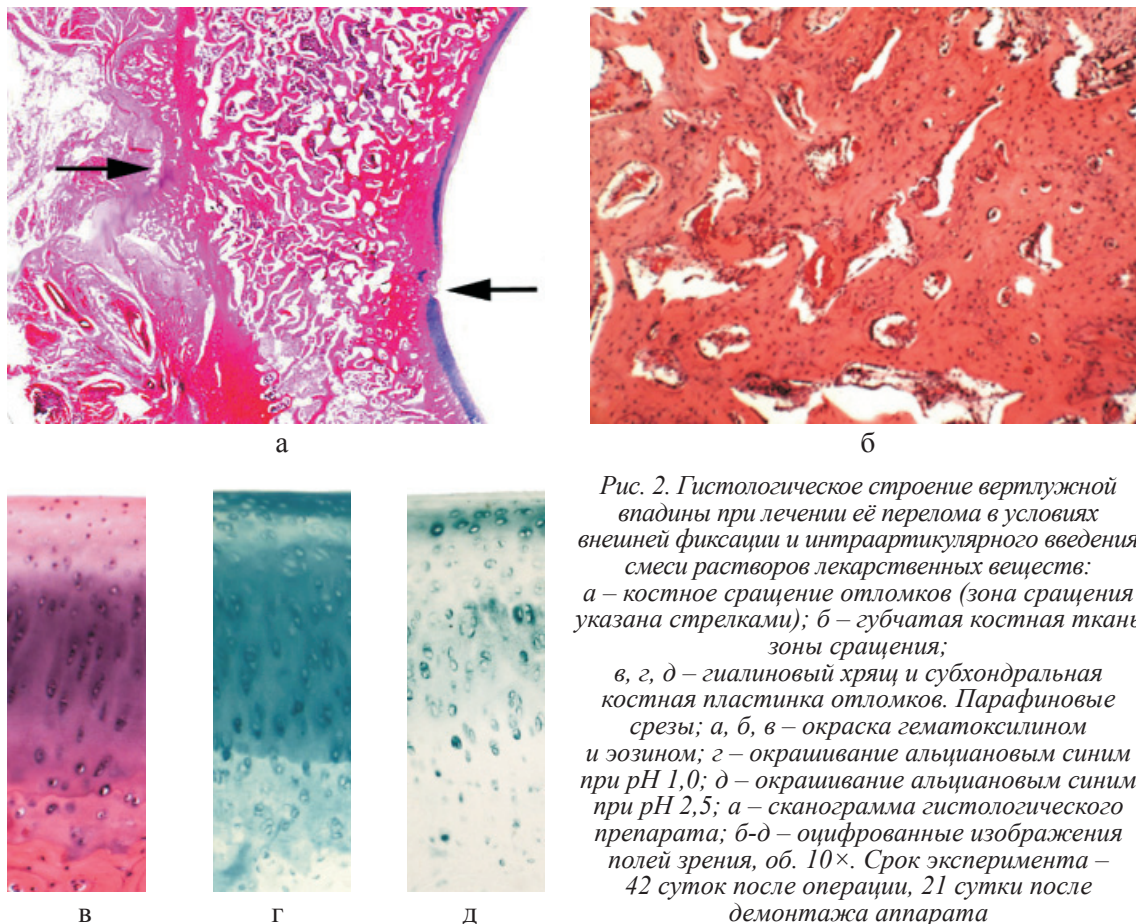 а
б
Рис. 2. Гистологическое строение вертлужной
впадины при лечении её перелома в условиях
внешней фиксации и интраартикулярного введения
смеси растворов лекарственных веществ:
а – костное сращение отломков (зона сращения
указана стрелками); б – губчатая костная ткань
зоны сращения;
в, г, д – гиалиновый хрящ и субхондральная
костная пластинка отломков. Парафиновые
срезы; а, б, в – окраска гематоксилином
и эозином; г – окрашивание альциановым синим
при pH 1,0; д – окрашивание альциановым синим
при pH 2,5; а – сканограмма гистологического
препарата; б-д – оцифрованные изображения
полей зрения, об. 10×. Срок эксперимента –
42 суток после операции, 21 сутки после
демонтажа аппарата
в
г
д